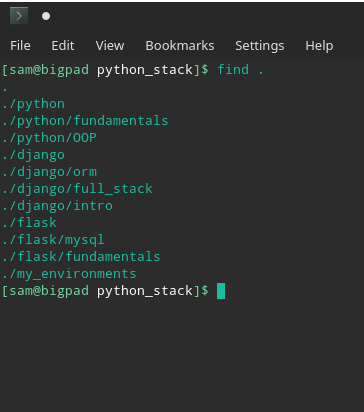 File Edit View Bookmarks Settings Help
[sam@bigpad python_stack]$ find .
.
./python
./python/fundamentals
./python/OOP
./django
./django/orm
./django/full_stack
./django/intro
./flask
./flask/mysql
./flask/fundamentals
./my_environments
[sam@bigpad python_stack]$